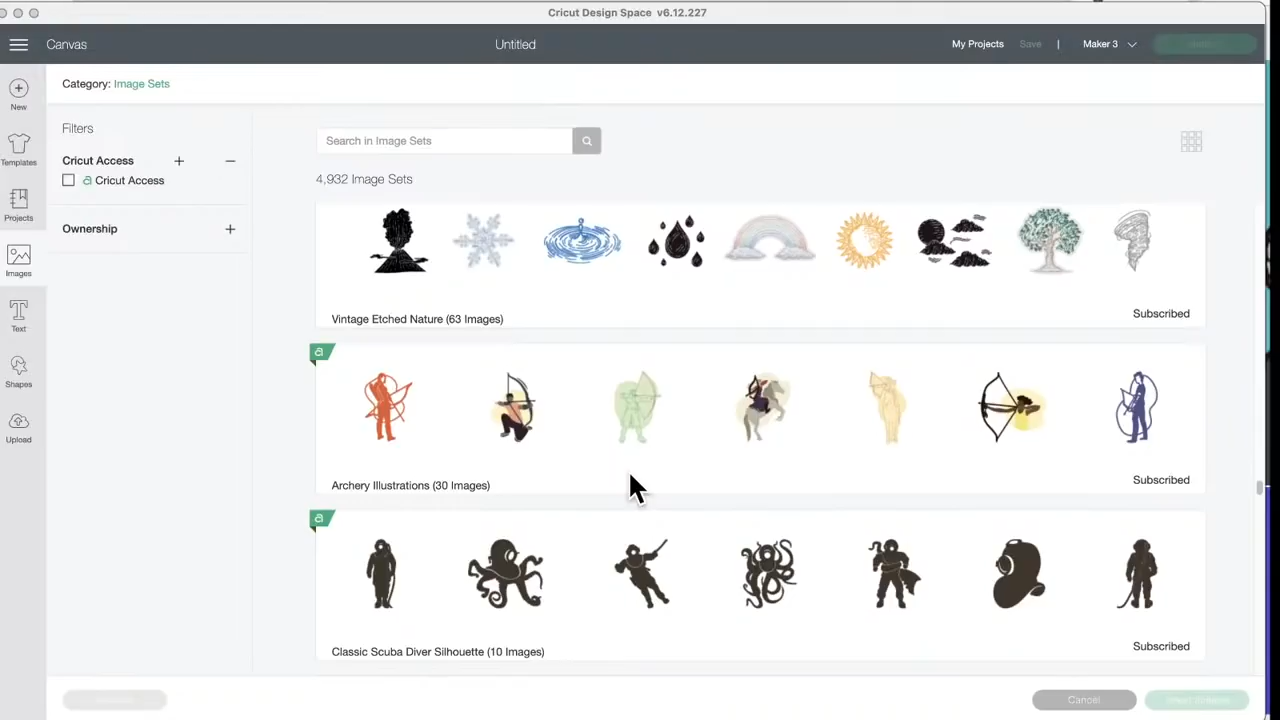 Cricut Design Space v6.12.227
Canvas
Untitled
My Projects
Save
|
Maker 3
New
Templates
Projects
Images
Text
Shapes
Upload
Category: Image Sets
Filters
Cricut Access + −
a Cricut Access
Ownership +
Search in Image Sets
4,932 Image Sets
Vintage Etched Nature (63 Images)
Subscribed
a
Archery Illustrations (30 Images)
Subscribed
a
Classic Scuba Diver Silhouette (10 Images)
Subscribed
Cancel